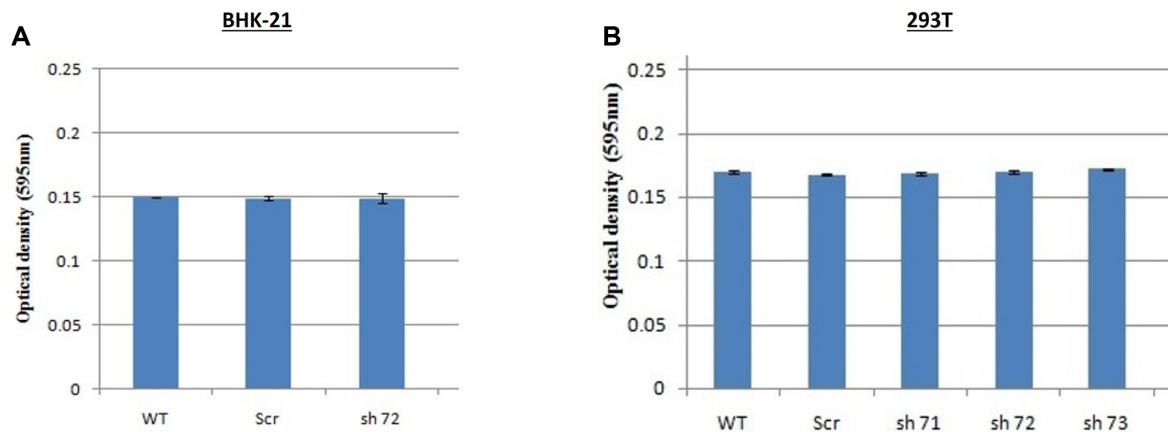 BHK-21
A
Optical density (595nm)
0.25
0.2
0.15
0.1
0.05
0
WT Scr sh 72
293T
B
Optical density (595nm)
0.25
0.2
0.15
0.1
0.05
0
WT Scr sh 71 sh 72 sh 73